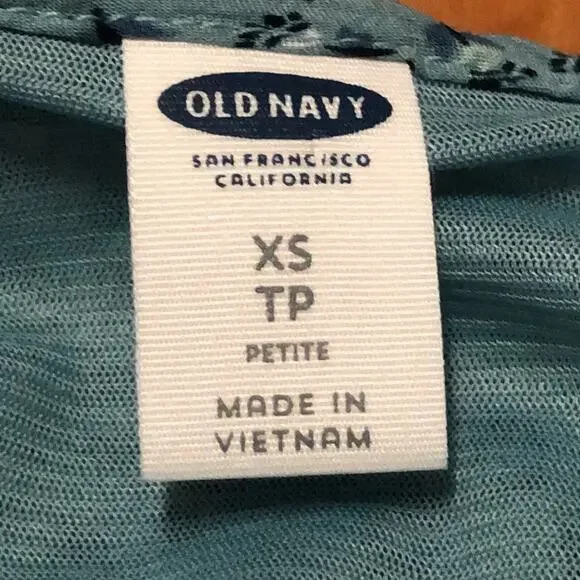 OLD NAVY
SAN FRANCISCO
CALIFORNIA
XS
TP
PETITE
MADE IN
VIETNAM